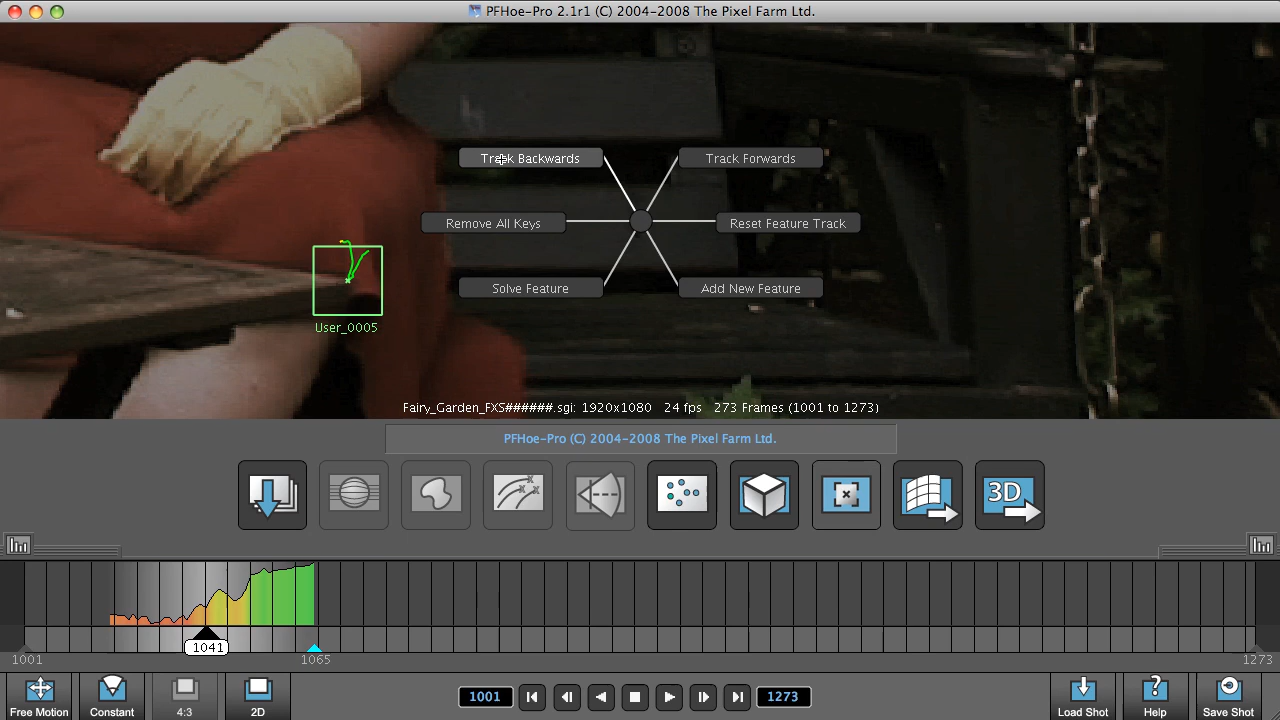 PFHoe-Pro 2.1r1 (C) 2004-2008 The Pixel Farm Ltd.
Track Backwards
Track Forwards
Remove All Keys
Reset Feature Track
Solve Feature
Add New Feature
User_0005
Fairy_Garden_FXS######.sgi: 1920x1080 24 fps 273 Frames (1001 to 1273)
PFHoe-Pro (C) 2004-2008 The Pixel Farm Ltd.
3D
1041
1001
1065
1273
Free Motion
Constant
4:3
2D
1001
1273
Load Shot
Help
Save Shot